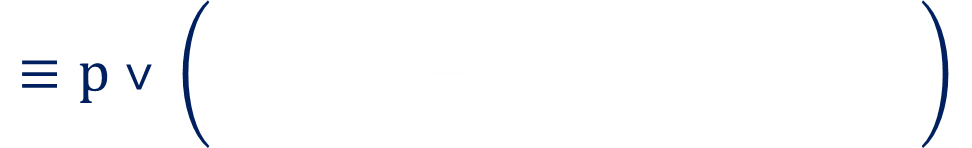 ≡ p ∨ ( )